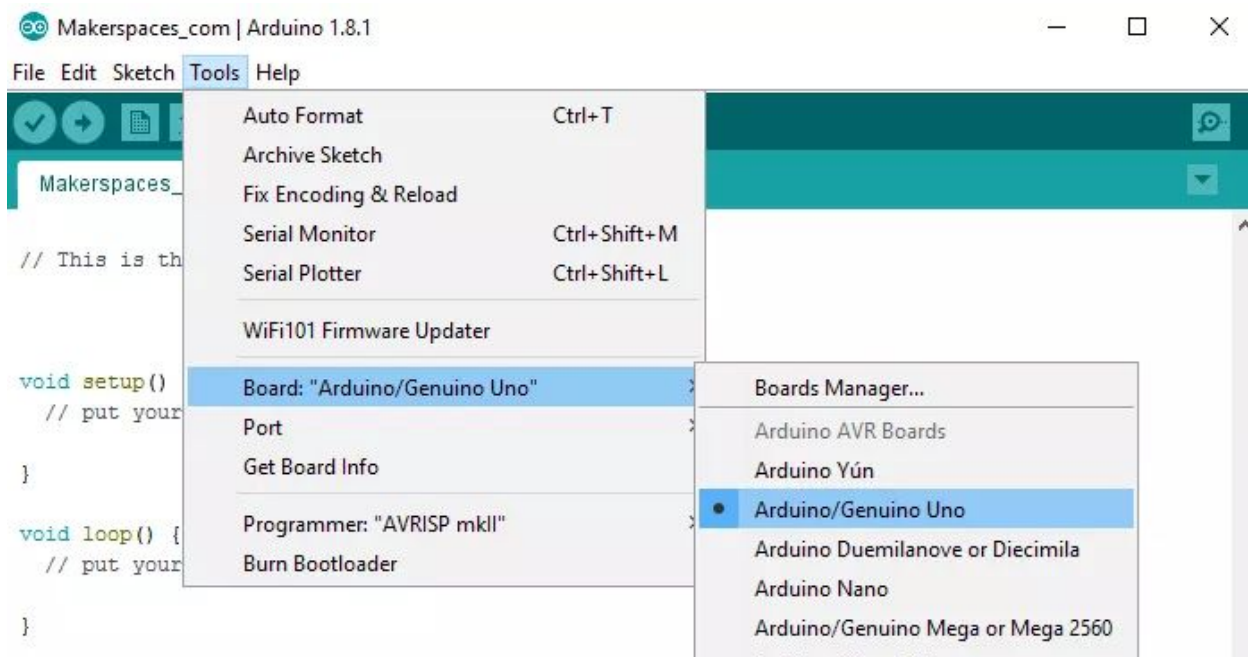 Makerspaces_com | Arduino 1.8.1
File Edit Sketch Tools Help
Auto Format Ctrl+T
Archive Sketch
Makerspaces_
Fix Encoding & Reload
Serial Monitor Ctrl+Shift+M
// This is th
Serial Plotter Ctrl+Shift+L
WiFi101 Firmware Updater
void setup()
Board: "Arduino/Genuino Uno"
Boards Manager...
// put your
Port
Arduino AVR Boards
}
Get Board Info
Arduino Yún
Arduino/Genuino Uno
Programmer: "AVRISP mkII"
void loop() {
Arduino Duemilanove or Diecimila
// put your
Burn Bootloader
Arduino Nano
}
Arduino/Genuino Mega or Mega 2560